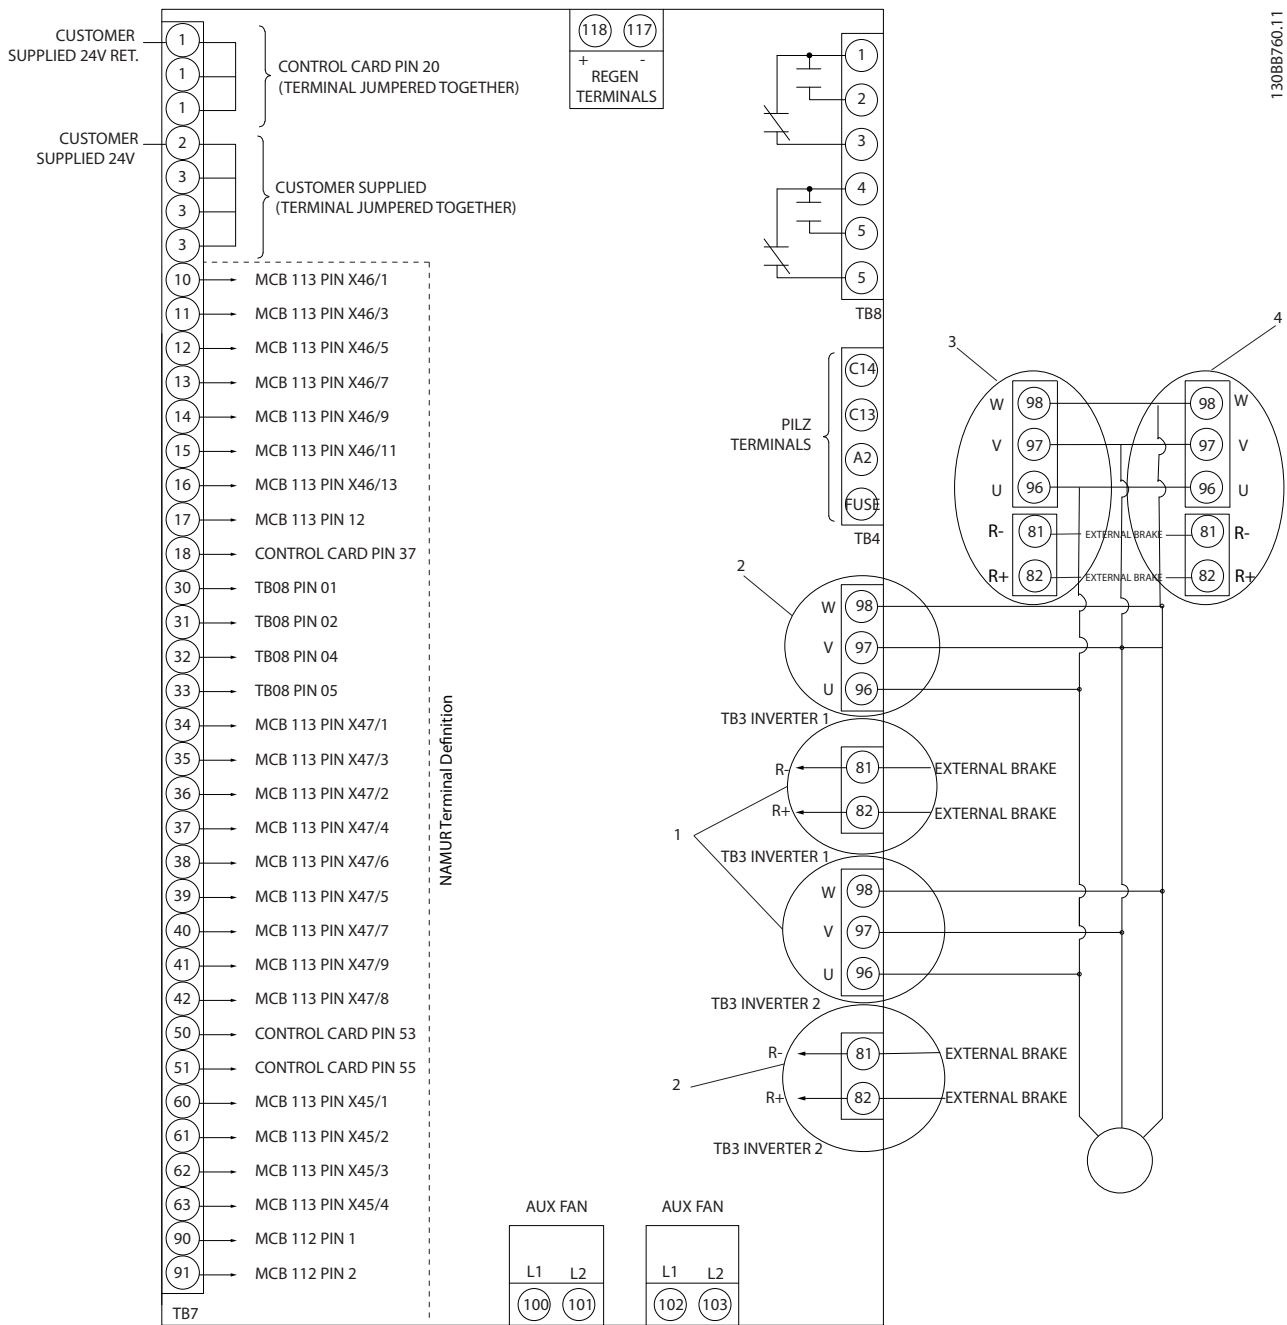 130BB760.11
CUSTOMER
SUPPLIED 24V RET.
1
1
1
CONTROL CARD PIN 20
(TERMINAL JUMPERED TOGETHER)
CUSTOMER
SUPPLIED 24V
2
3
3
3
CUSTOMER SUPPLIED
(TERMINAL JUMPERED TOGETHER)
10 MCB 113 PIN X46/1
11 MCB 113 PIN X46/3
12 MCB 113 PIN X46/5
13 MCB 113 PIN X46/7
14 MCB 113 PIN X46/9
15 MCB 113 PIN X46/11
16 MCB 113 PIN X46/13
17 MCB 113 PIN 12
18 CONTROL CARD PIN 37
30 TB08 PIN 01
31 TB08 PIN 02
32 TB08 PIN 04
33 TB08 PIN 05
34 MCB 113 PIN X47/1
35 MCB 113 PIN X47/3
36 MCB 113 PIN X47/2
37 MCB 113 PIN X47/4
38 MCB 113 PIN X47/6
39 MCB 113 PIN X47/5
40 MCB 113 PIN X47/7
41 MCB 113 PIN X47/9
42 MCB 113 PIN X47/8
50 CONTROL CARD PIN 53
51 CONTROL CARD PIN 55
60 MCB 113 PIN X45/1
61 MCB 113 PIN X45/2
62 MCB 113 PIN X45/3
63 MCB 113 PIN X45/4
90 MCB 112 PIN 1
91 MCB 112 PIN 2
TB7
NAMUR Terminal Definition
118 117
+ -
REGEN
TERMINALS
1
2
3
4
5
5
TB8
PILZ
TERMINALS
C14
C13
A2
FUSE
TB4
2
W 98
V 97
U 96
TB3 INVERTER 1
R- 81 EXTERNAL BRAKE
R+ 82 EXTERNAL BRAKE
1
TB3 INVERTER 1
W 98
V 97
U 96
TB3 INVERTER 2
R- 81 EXTERNAL BRAKE
2
R+ 82 EXTERNAL BRAKE
TB3 INVERTER 2
3
4
W 98 98 W
V 97 97 V
U 96 96 U
R- 81 EXTERNAL BRAKE 81 R-
R+ 82 EXTERNAL BRAKE 82 R+
AUX FAN
L1 L2
100 101
AUX FAN
L1 L2
102 103